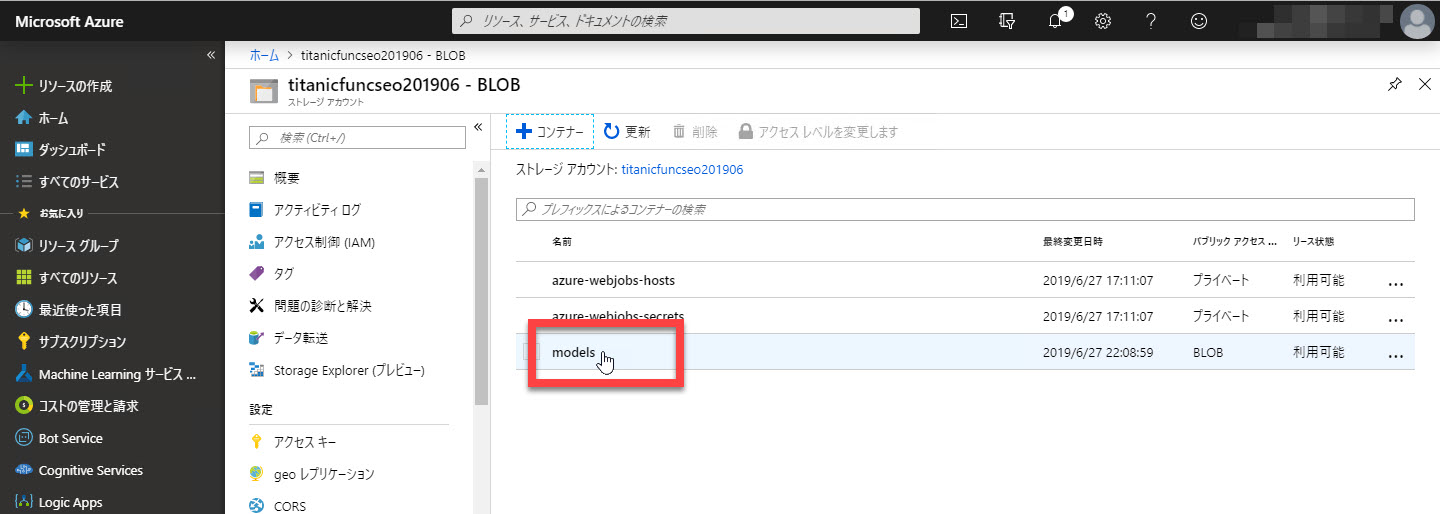 Microsoft Azure
リソース、サービス、ドキュメントの検索
1
«
ホーム > titanicfuncseo201906 - BLOB
titanicfuncseo201906 - BLOB
ストレージ アカウント
リソースの作成
ホーム
ダッシュボード
すべてのサービス
お気に入り
リソース グループ
すべてのリソース
最近使った項目
サブスクリプション
Machine Learning サービス ...
コストの管理と請求
Bot Service
Cognitive Services
Logic Apps
検索 (Ctrl+/)
«
概要
アクティビティ ログ
アクセス制御 (IAM)
タグ
問題の診断と解決
データ転送
Storage Explorer (プレビュー)
設定
アクセス キー
geo レプリケーション
CORS
コンテナー 更新 削除 アクセス レベルを変更します
ストレージ アカウント: titanicfuncseo201906
プレフィックスによるコンテナーの検索
名前 最終変更日時 パブリック アクセス ... リース状態
azure-webjobs-hosts 2019/6/27 17:11:07 プライベート 利用可能 ...
azure-webjobs-secrets 2019/6/27 17:11:07 プライベート 利用可能 ...
models 2019/6/27 22:08:59 BLOB 利用可能 ...